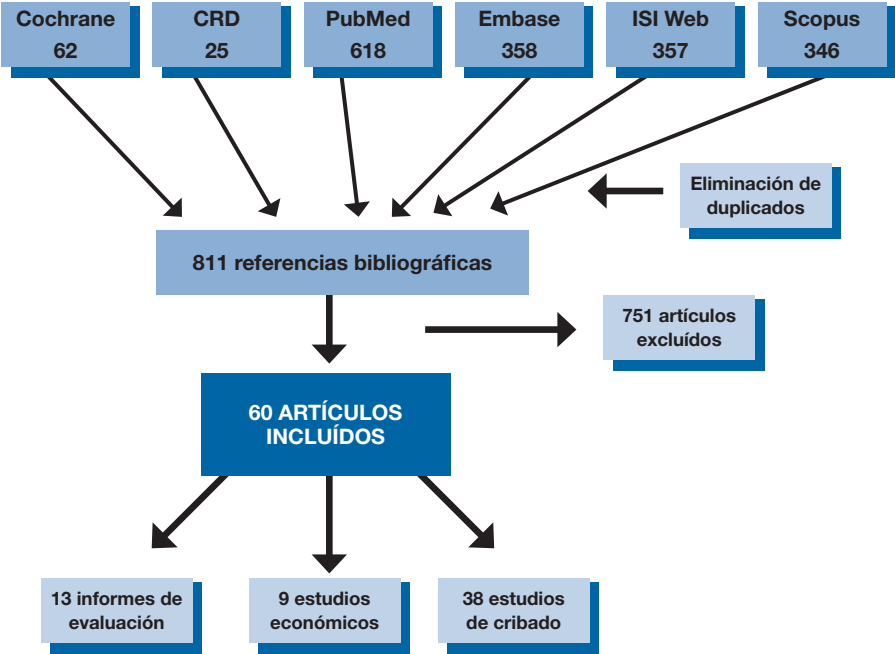 Cochrane
62
CRD
25
PubMed
618
Embase
358
ISI Web
357
Scopus
346
Eliminación de
duplicados
811 referencias bibliográficas
751 artículos
excluídos
60 ARTÍCULOS
INCLUÍDOS
13 informes de
evaluación
9 estudios
económicos
38 estudios
de cribado